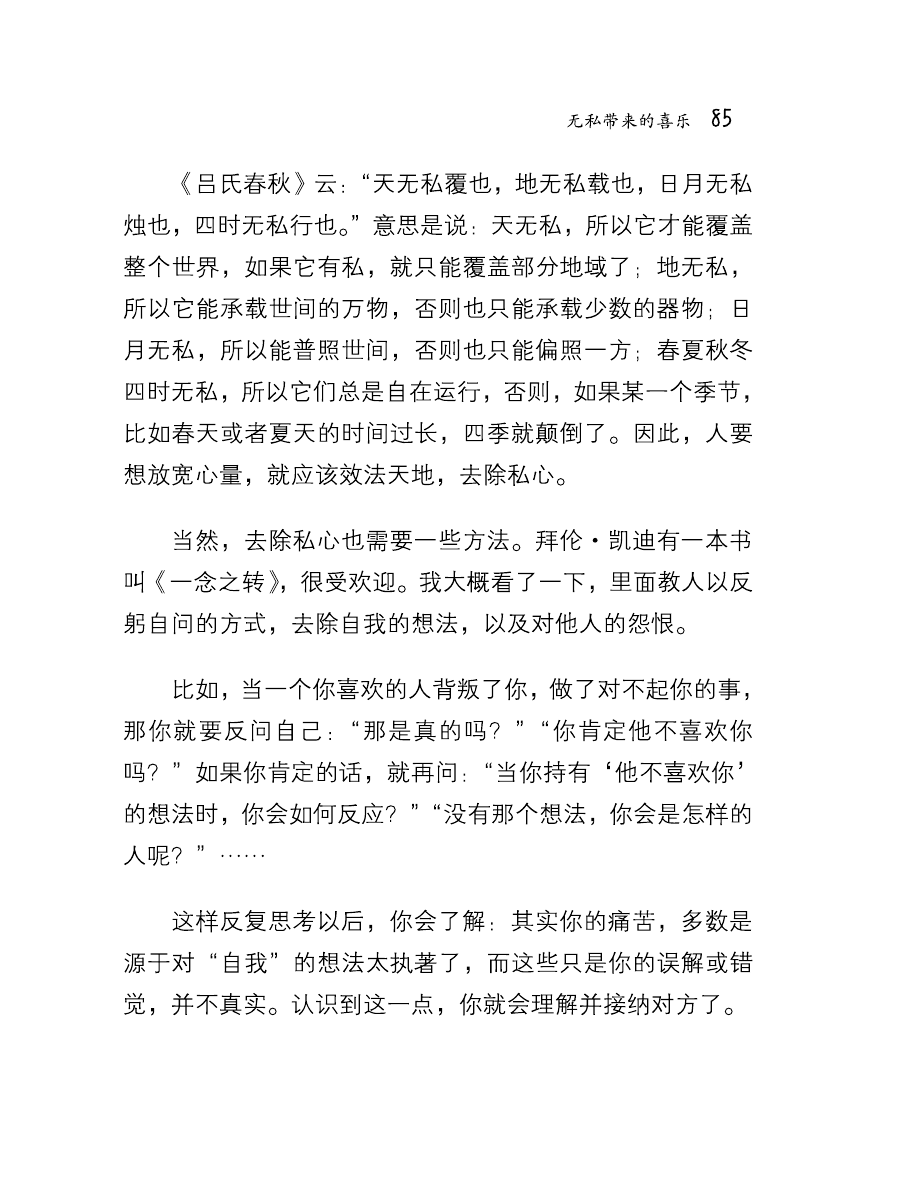 无私带来的喜乐 85
《吕氏春秋》云：“天无私覆也，地无私载也，日月无私
烛也，四时无私行也。”意思是说：天无私，所以它才能覆盖
整个世界，如果它有私，就只能覆盖部分地域了；地无私，
所以它能承载世间的万物，否则也只能承载少数的器物；日
月无私，所以能普照世间，否则也只能偏照一方；春夏秋冬
四时无私，所以它们总是自在运行，否则，如果某一个季节，
比如春天或者夏天的时间过长，四季就颠倒了。因此，人要
想放宽心量，就应该效法天地，去除私心。
当然，去除私心也需要一些方法。拜伦·凯迪有一本书
叫《一念之转》，很受欢迎。我大概看了一下，里面教人以反
躬自问的方式，去除自我的想法，以及对他人的怨恨。
比如，当一个你喜欢的人背叛了你，做了对不起你的事，
那你就要反问自己：“那是真的吗？”“你肯定他不喜欢你
吗？”如果你肯定的话，就再问：“当你持有‘他不喜欢你’
的想法时，你会如何反应？”“没有那个想法，你会是怎样的
人呢？”……
这样反复思考以后，你会了解：其实你的痛苦，多数是
源于对“自我”的想法太执著了，而这些只是你的误解或错
觉，并不真实。认识到这一点，你就会理解并接纳对方了。